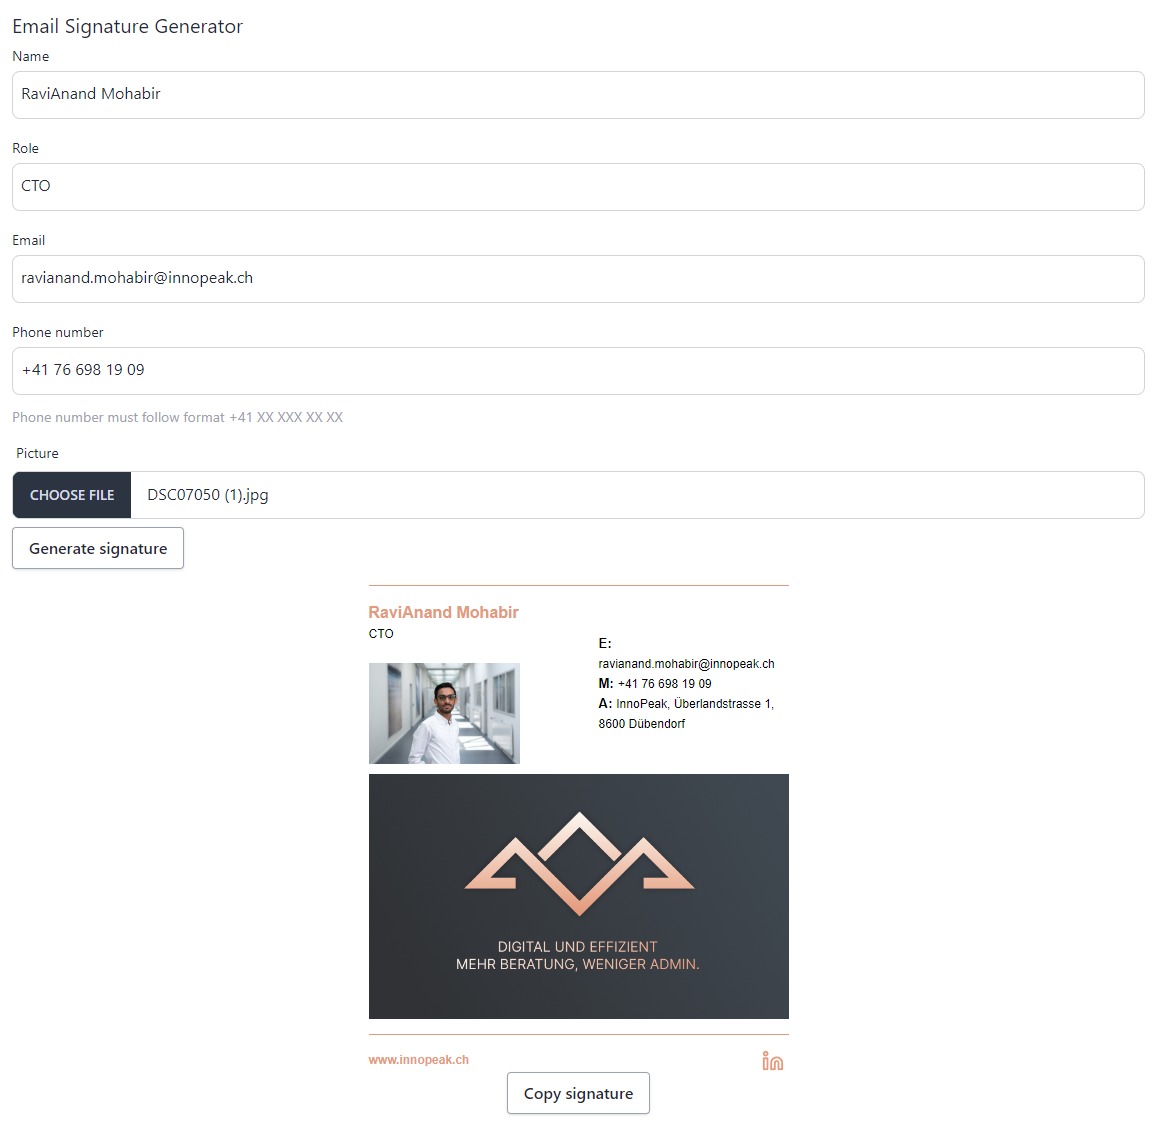 Email Signature Generator
Name
RaviAnand Mohabir
Role
CTO
Email
ravianand.mohabir@innopeak.ch
Phone number
+41 76 698 19 09
Phone number must follow format +41 XX XXX XX XX
Picture
CHOOSE FILE DSC07050 (1).jpg
Generate signature
RaviAnand Mohabir
CTO
E:
ravianand.mohabir@innopeak.ch
M: +41 76 698 19 09
A: InnoPeak, Überlandstrasse 1,
8600 Dübendorf
DIGITAL UND EFFIZIENT
MEHR BERATUNG, WENIGER ADMIN.
www.innopeak.ch in
Copy signature